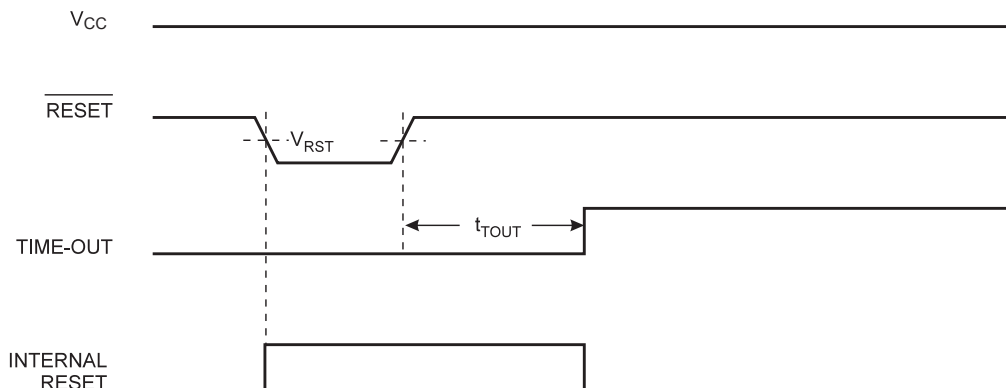 VCC
RESET
VRST
tTOUT
TIME-OUT
INTERNAL
RESET